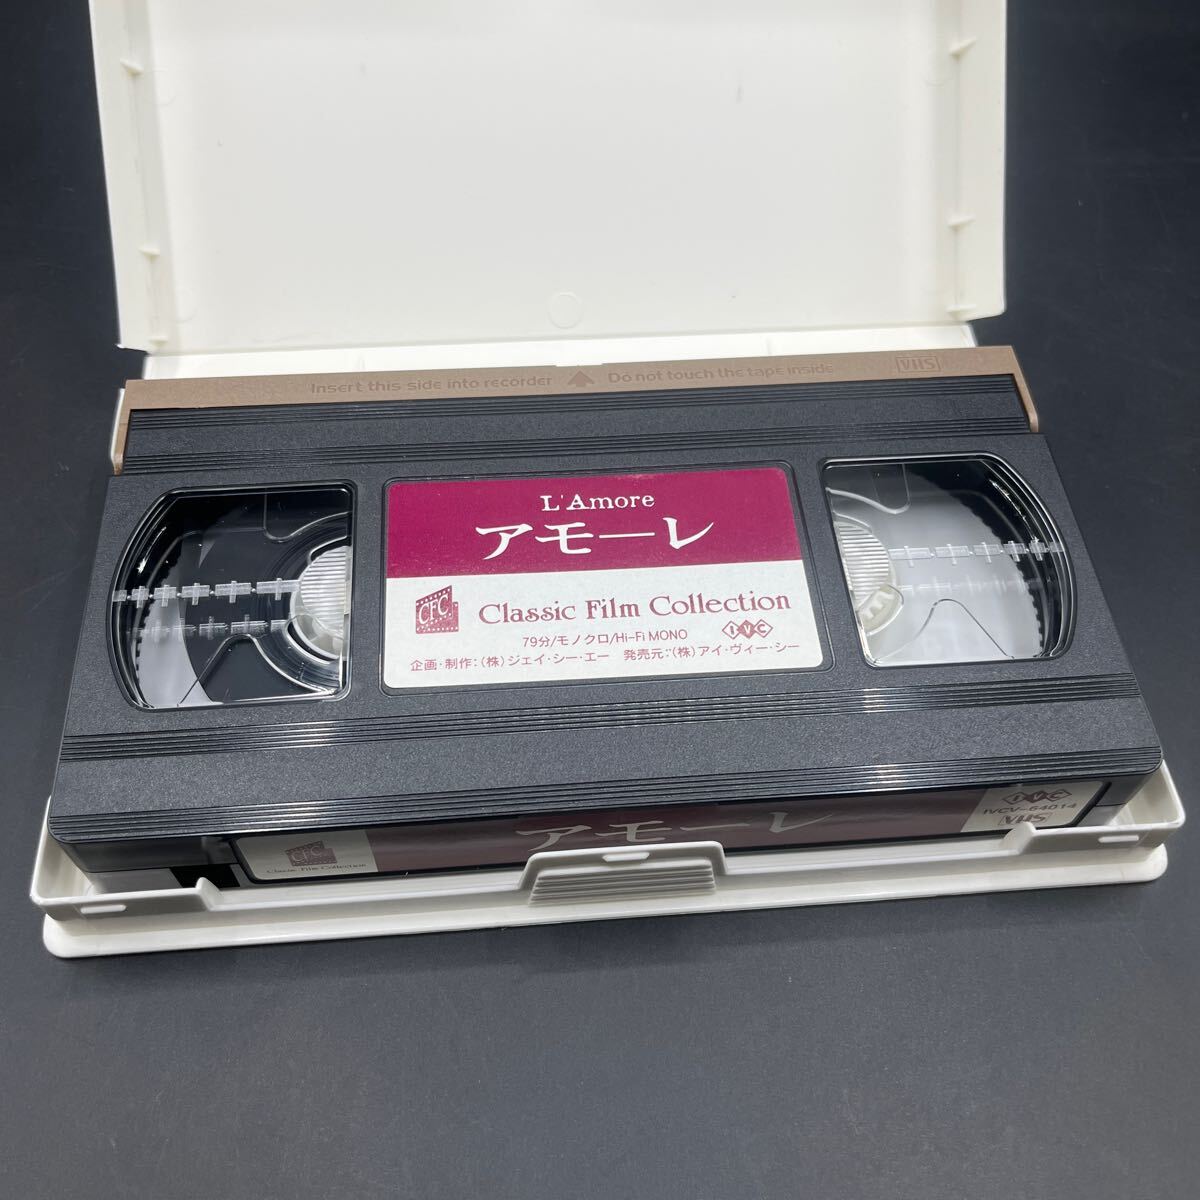 Insert this side into recorder Do not touch the tape inside VHS
L'Amore
アモーレ
CFC Classic Film Collection
79分/モノクロ/Hi-Fi MONO IVC
企画・制作:(株)ジェイ・シー・エー 発売元:(株)アイ・ヴィー・シー
CFC
Classic Film Collection
アモーレ
IVC
IVCV-64014
VHS